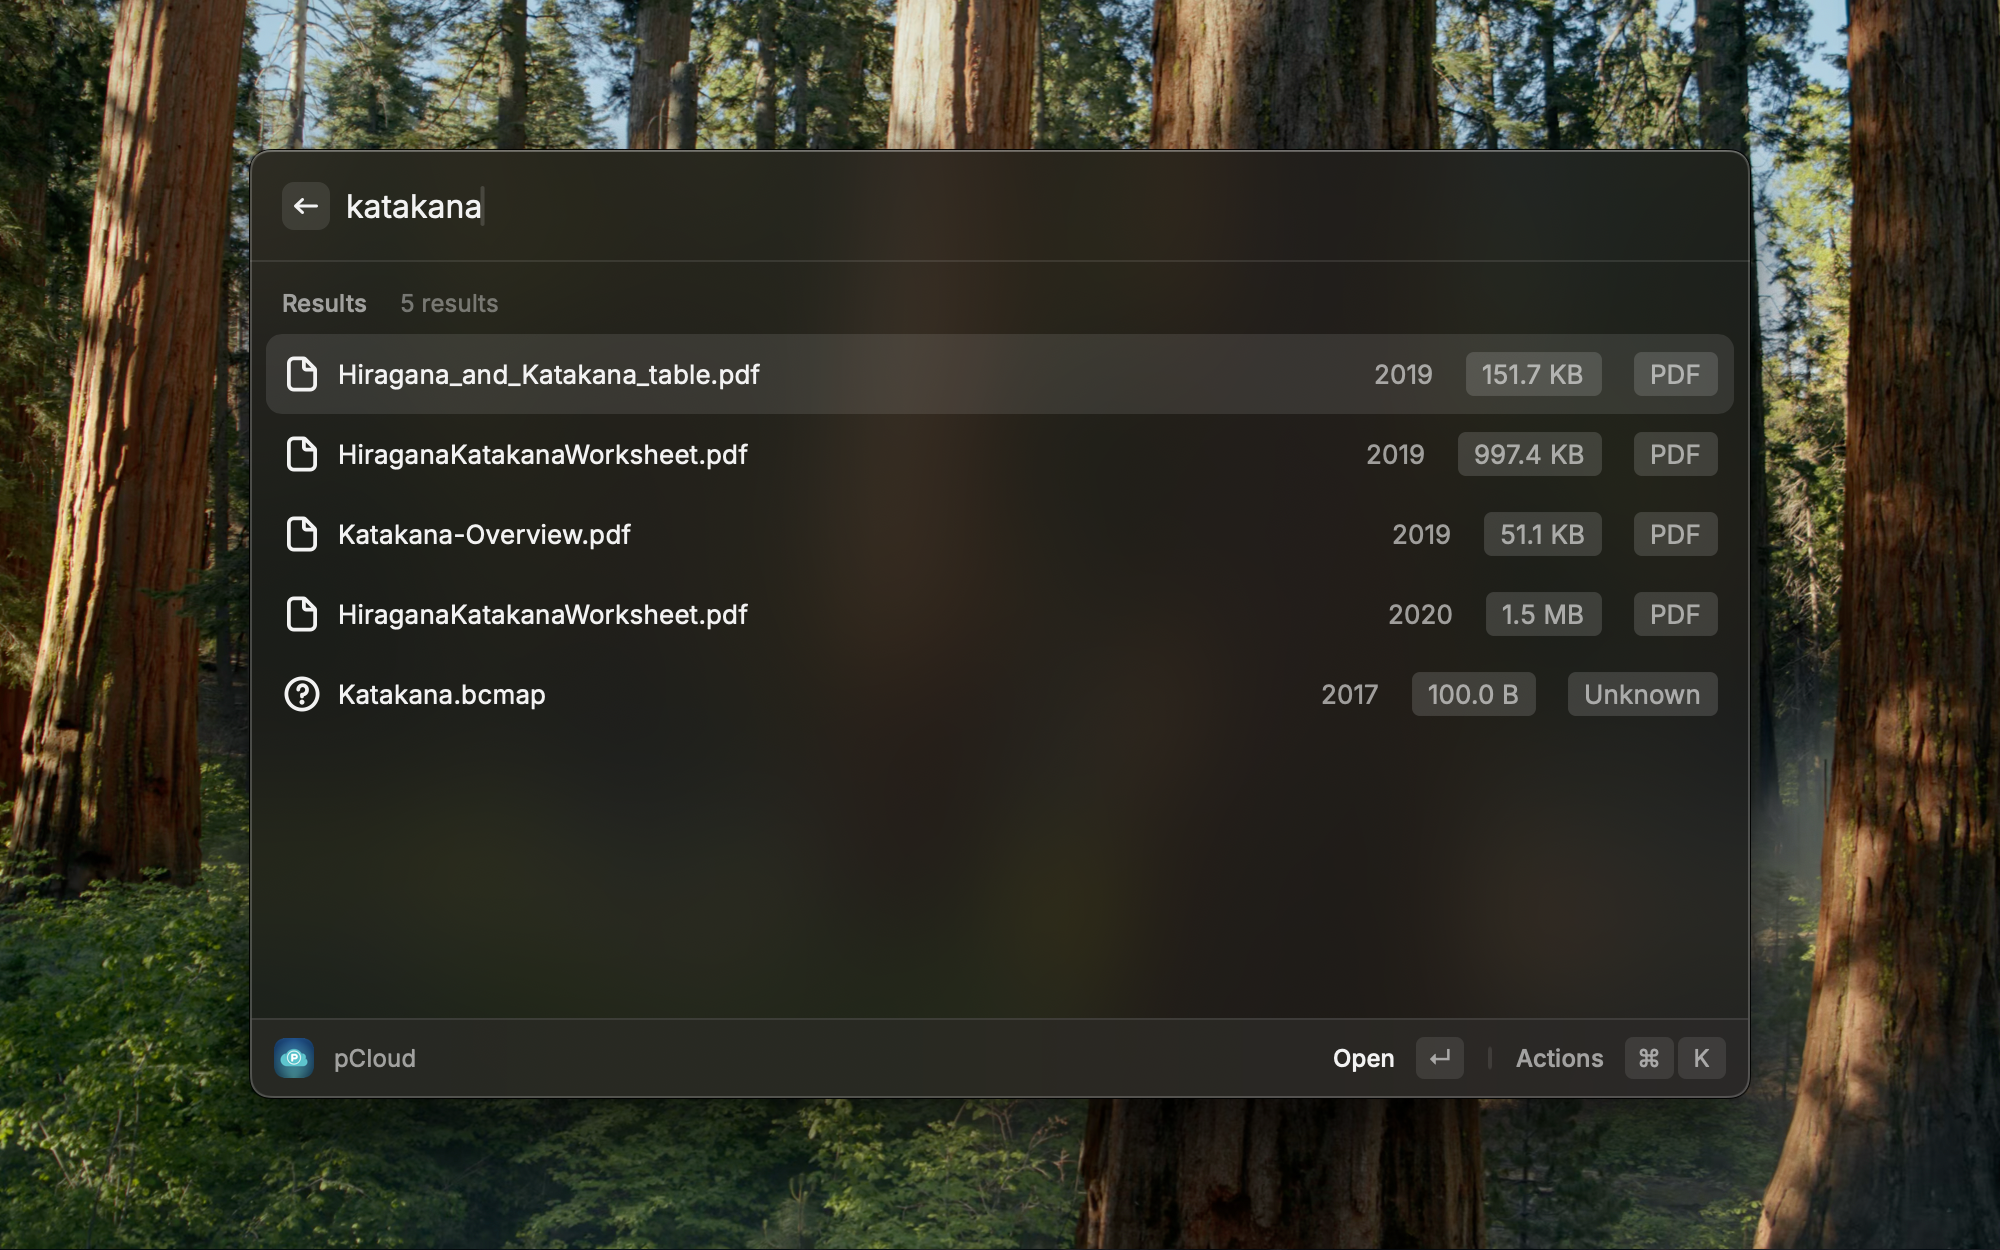 katakana
Results 5 results
Hiragana_and_Katakana_table.pdf 2019 151.7 KB PDF
HiraganaKatakanaWorksheet.pdf 2019 997.4 KB PDF
Katakana-Overview.pdf 2019 51.1 KB PDF
HiraganaKatakanaWorksheet.pdf 2020 1.5 MB PDF
Katakana.bcmap 2017 100.0 B Unknown
P pCloud Open ↵ Actions ⌘ K